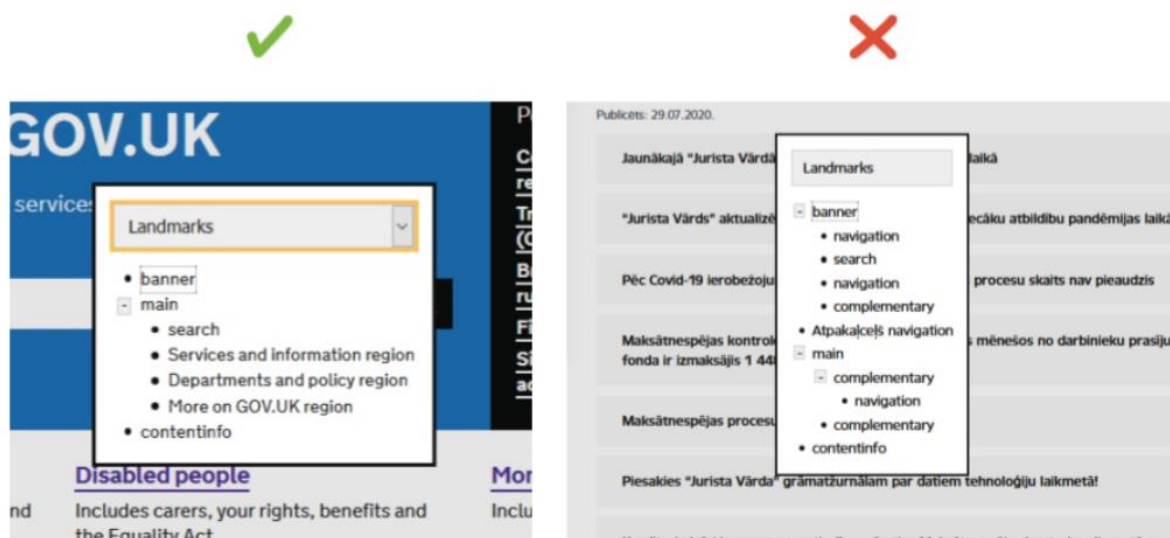 GOV.UK
services
Landmarks
banner
main
search
Services and information region
Departments and policy region
More on GOV.UK region
contentinfo
Disabled people
Includes carers, your rights, benefits and
the Equality Act
Publicēts: 29.07.2020.
Jaunākajā "Jurista Vārdā laikā
"Jurista Vārds" aktualizē ecāku atbildību pandēmijas laikā
Pēc Covid-19 ierobežoju procesu skaits nav pieaudzis
Maksātnespējas kontrol s mēnešos no darbinieku prasīju
fonda ir izmaksājis 1 44
Maksātnespējas procesu
Piesakies "Jurista Vārda" grāmatžurnālam par datiem tehnoloģiju laikmetā!
Landmarks
banner
navigation
search
navigation
complementary
Atpakaļceļš navigation
main
complementary
navigation
complementary
contentinfo